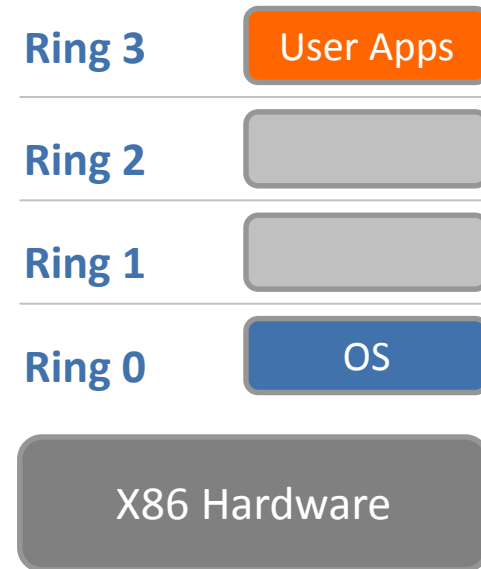 Ring 3 User Apps
Ring 2
Ring 1
Ring 0 OS
X86 Hardware